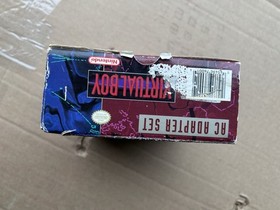 Nintendo
VIRTUAL BOY
AC ADAPTER SET